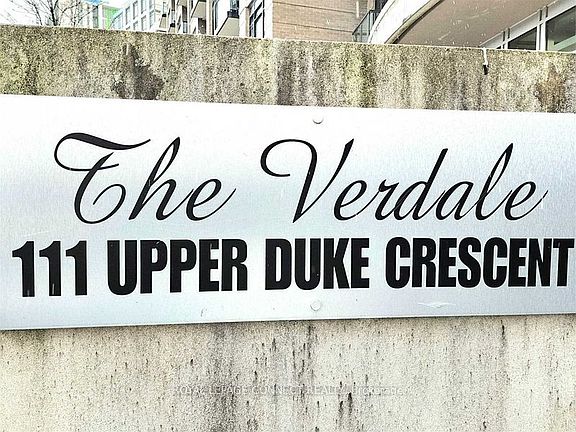 The Verdale
111 UPPER DUKE CRESCENT